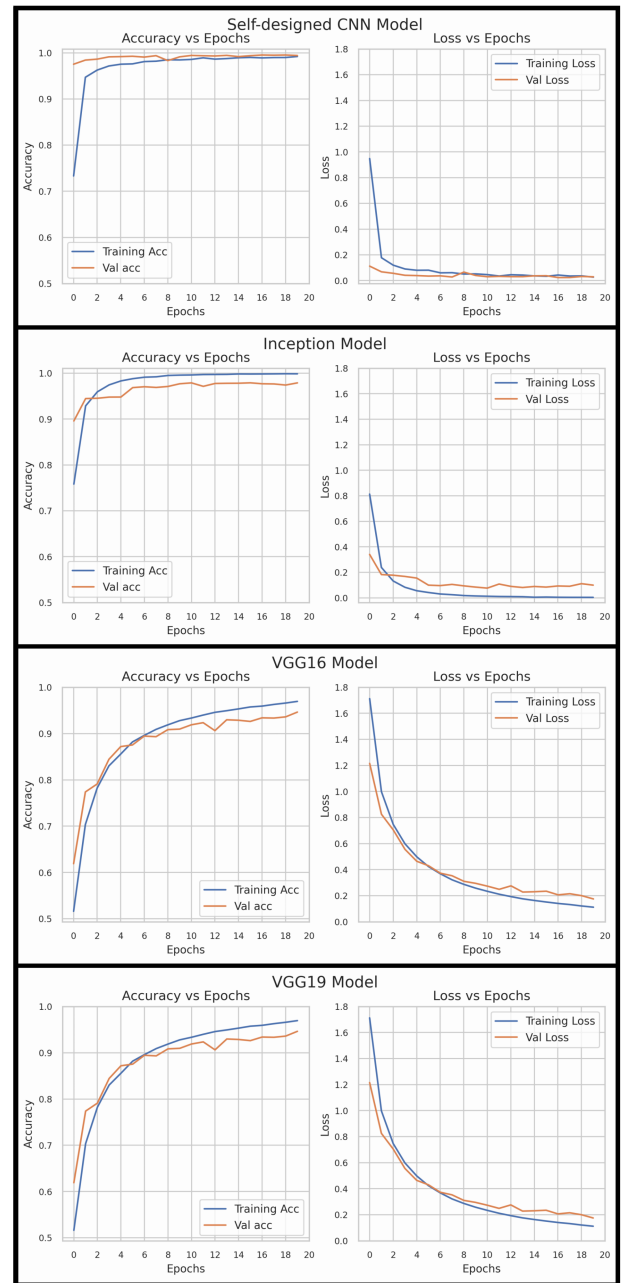 Self-designed CNN Model
Accuracy vs Epochs
1.0
0.9
0.8
0.7
0.6
0.5
Accuracy
Training Acc
Val acc
0 2 4 6 8 10 12 14 16 18 20
Epochs
Loss vs Epochs
1.8
1.6
1.4
1.2
1.0
0.8
0.6
0.4
0.2
0.0
Loss
Training Loss
Val Loss
0 2 4 6 8 10 12 14 16 18 20
Epochs
Inception Model
Accuracy vs Epochs
1.0
0.9
0.8
0.7
0.6
0.5
Accuracy
Training Acc
Val acc
0 2 4 6 8 10 12 14 16 18 20
Epochs
Loss vs Epochs
1.8
1.6
1.4
1.2
1.0
0.8
0.6
0.4
0.2
0.0
Loss
Training Loss
Val Loss
0 2 4 6 8 10 12 14 16 18 20
Epochs
VGG16 Model
Accuracy vs Epochs
1.0
0.9
0.8
0.7
0.6
0.5
Accuracy
Training Acc
Val acc
0 2 4 6 8 10 12 14 16 18 20
Epochs
Loss vs Epochs
1.8
1.6
1.4
1.2
1.0
0.8
0.6
0.4
0.2
0.0
Loss
Training Loss
Val Loss
0 2 4 6 8 10 12 14 16 18 20
Epochs
VGG19 Model
Accuracy vs Epochs
1.0
0.9
0.8
0.7
0.6
0.5
Accuracy
Training Acc
Val acc
0 2 4 6 8 10 12 14 16 18 20
Epochs
Loss vs Epochs
1.8
1.6
1.4
1.2
1.0
0.8
0.6
0.4
0.2
0.0
Loss
Training Loss
Val Loss
0 2 4 6 8 10 12 14 16 18 20
Epochs